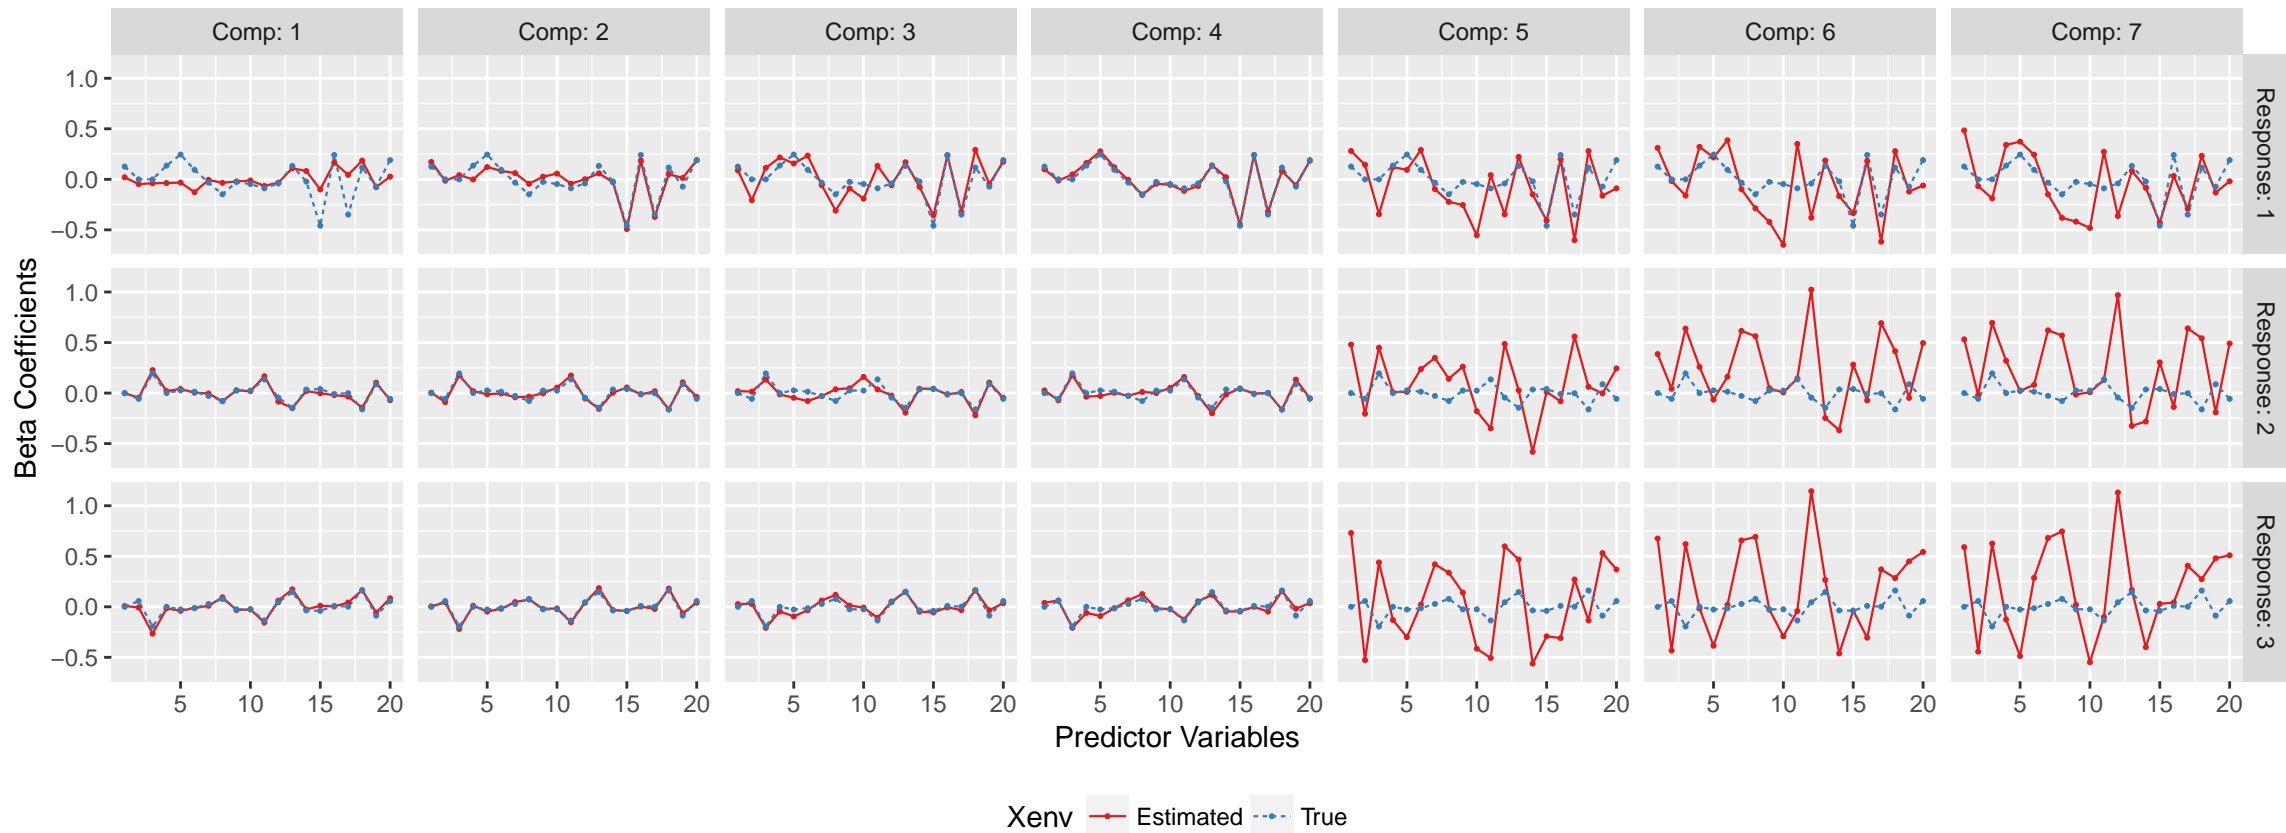 Comp: 1 Comp: 2 Comp: 3 Comp: 4 Comp: 5 Comp: 6 Comp: 7
1.0
0.5
0.0
−0.5
Response: 1
1.0
0.5
0.0
−0.5
Response: 2
1.0
0.5
0.0
−0.5
Response: 3
Beta Coefficients
5 10 15 20 5 10 15 20 5 10 15 20 5 10 15 20 5 10 15 20 5 10 15 20 5 10 15 20
Predictor Variables
Xenv Estimated True